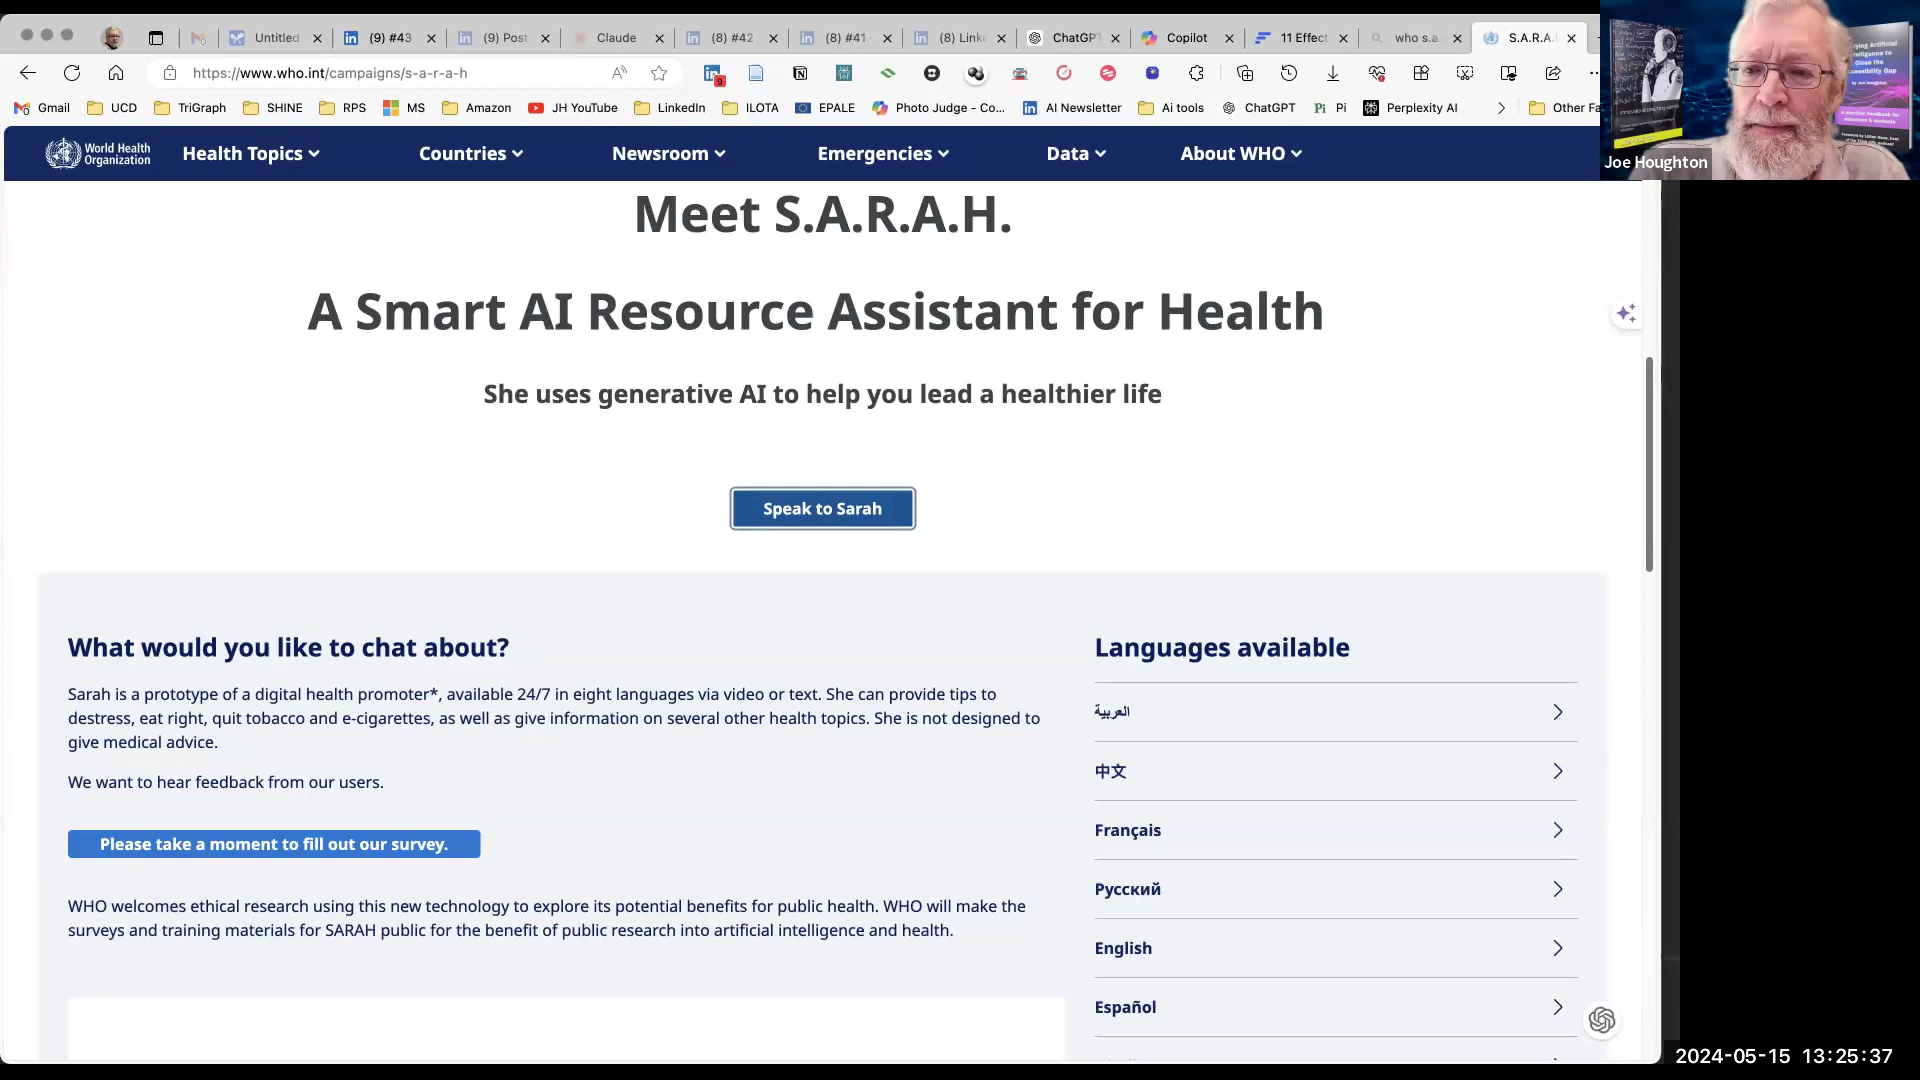 Untitled
(9) #43
(9) Post
Claude
(8) #42
(8) #41
(8) Linke
ChatGPT
Copilot
11 Effect
who s.a.
S.A.R.A.
https://www.who.int/campaigns/s-a-r-a-h
9
Gmail
UCD
TriGraph
SHINE
RPS
MS
Amazon
JH YouTube
LinkedIn
ILOTA
EPALE
Photo Judge - Co...
AI Newsletter
Ai tools
ChatGPT
Pi
Perplexity AI
Other Fa
World Health
Organization
Health Topics
Countries
Newsroom
Emergencies
Data
About WHO
Joe Houghton
Meet S.A.R.A.H.
A Smart AI Resource Assistant for Health
She uses generative AI to help you lead a healthier life
Speak to Sarah
What would you like to chat about?
Sarah is a prototype of a digital health promoter*, available 24/7 in eight languages via video or text. She can provide tips to
destress, eat right, quit tobacco and e-cigarettes, as well as give information on several other health topics. She is not designed to
give medical advice.
We want to hear feedback from our users.
Please take a moment to fill out our survey.
WHO welcomes ethical research using this new technology to explore its potential benefits for public health. WHO will make the
surveys and training materials for SARAH public for the benefit of public research into artificial intelligence and health.
Languages available
العربية
中文
Français
Русский
English
Español
2024-05-15 13:25:37